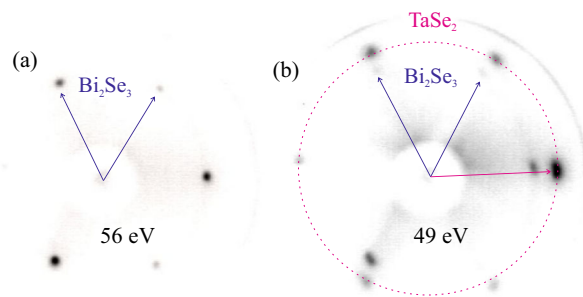 TaSe₂
(a)
(b)
Bi₂Se₃
Bi₂Se₃
56 eV
49 eV